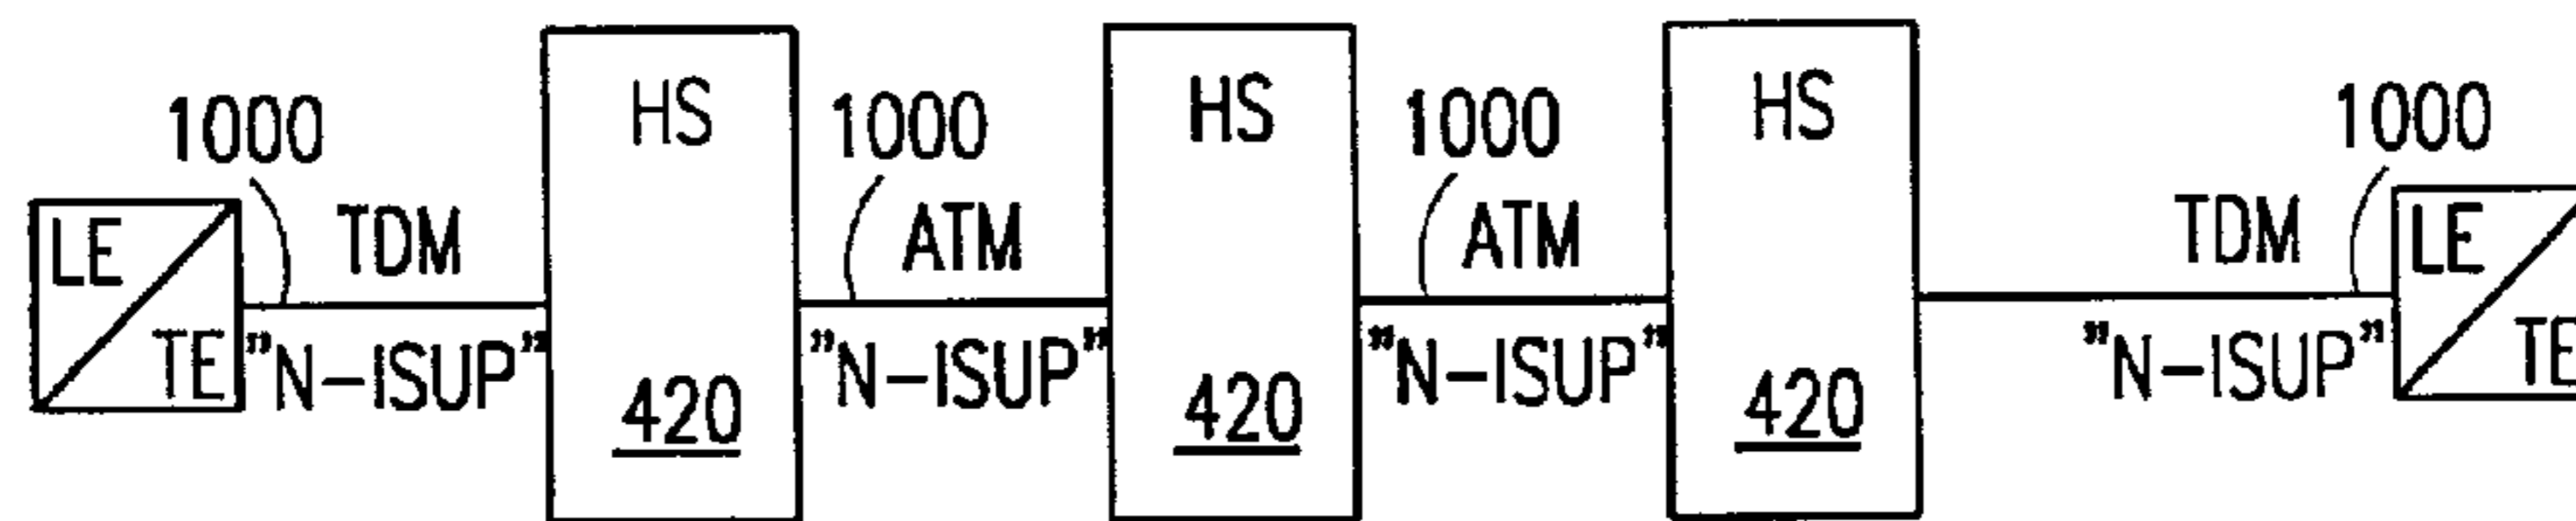 HS HS HS
1000 1000 1000 1000
LE TDM ATM ATM TDM LE
TE "N-ISUP" "N-ISUP" "N-ISUP" "N-ISUP" TE
420 420 420